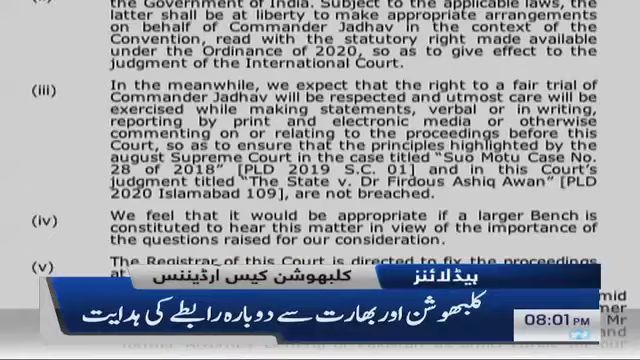 the Government of India. Subject to the applicable laws, the
latter shall be at liberty to make appropriate arrangements
on behalf of Commander Jadhav in the context of the
Convention, read with the statutory right made available
under the Ordinance of 2020, so as to give effect to the
judgment of the International Court.
(iii) In the meanwhile, we expect that the right to a fair trial of
Commander Jadhav will be respected and utmost care will be
exercised while making statements, verbal or in writing,
reporting by print and electronic media or otherwise
commenting on or relating to the proceedings before this
Court, so as to ensure that the principles highlighted by the
august Supreme Court in the case titled "Suo Motu Case No.
28 of 2018" [PLD 2019 S.C. 01] and in this Court's
judgment titled "The State v. Dr Firdous Ashiq Awan" [PLD
2020 Islamabad 109], are not breached.
(iv) We feel that it would be appropriate if a larger Bench is
constituted to hear this matter in view of the importance of
the questions raised for our consideration.
(v) The Registrar of this Court is directed to fix the proceedings
ہیڈلائنز
کلبھوشن کیس آرڈیننس
کلبھوشن اور بھارت سے دوبارہ رابطے کی ہدایت
08:01 PM